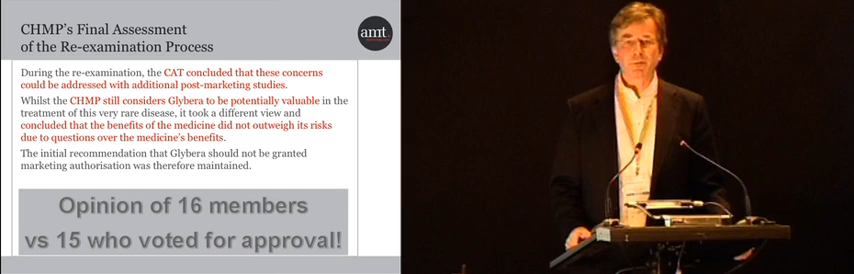 CHMP's Final Assessment
of the Re-examination Process
amt
During the re-examination, the CAT concluded that these concerns
could be addressed with additional post-marketing studies.
Whilst the CHMP still considers Glybera to be potentially valuable in the
treatment of this very rare disease, it took a different view and
concluded that the benefits of the medicine did not outweigh its risks
due to questions over the medicine's benefits.
The initial recommendation that Glybera should not be granted
marketing authorisation was therefore maintained.
Opinion of 16 members
vs 15 who voted for approval!